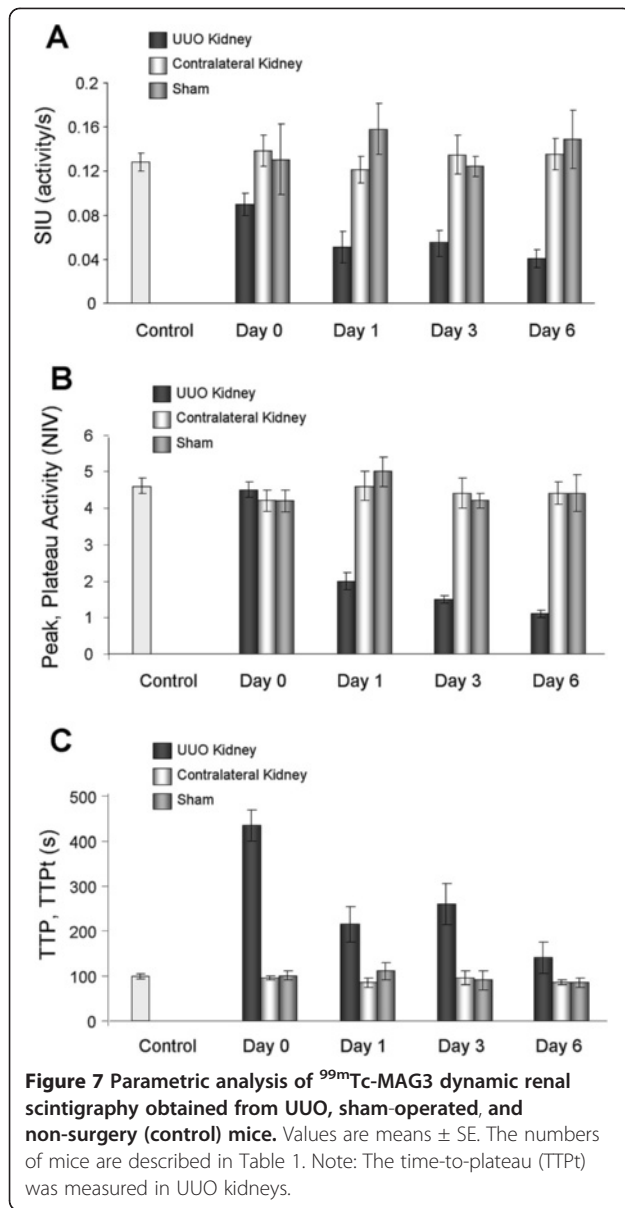 A
UUO Kidney
Contralateral Kidney
Sham
SIU (activity/s)
0.2
0.16
0.12
0.08
0.04
0
Control Day 0 Day 1 Day 3 Day 6
B
UUO Kidney
Contralateral Kidney
Sham
Peak, Plateau Activity (NIV)
6
5
4
3
2
1
0
Control Day 0 Day 1 Day 3 Day 6
C
UUO Kidney
Contralateral Kidney
Sham
TTP, TTPt (s)
500
400
300
200
100
0
Control Day 0 Day 1 Day 3 Day 6
Figure 7 Parametric analysis of ⁹⁹ᵐTc-MAG3 dynamic renal
scintigraphy obtained from UUO, sham-operated, and
non-surgery (control) mice. Values are means ± SE. The numbers
of mice are described in Table 1. Note: The time-to-plateau (TTPt)
was measured in UUO kidneys.